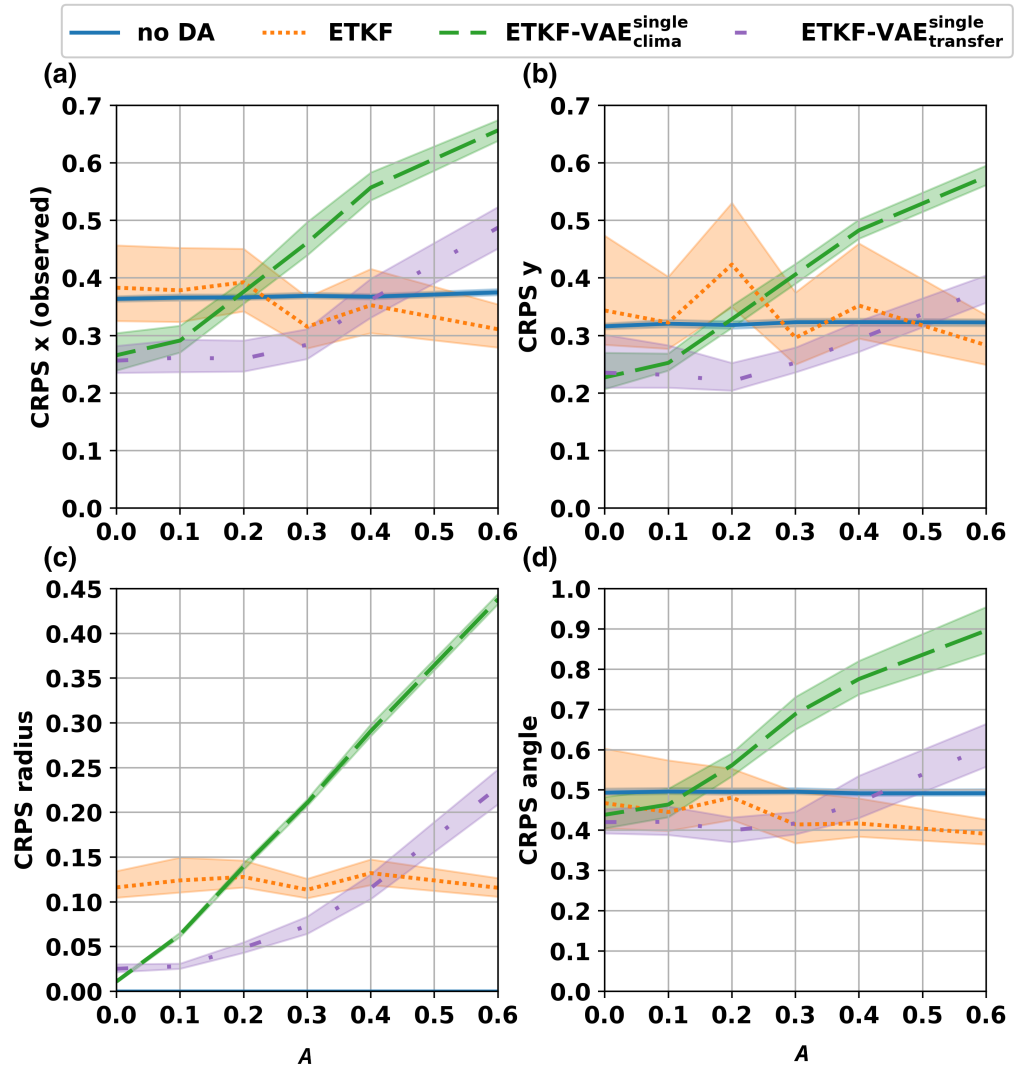 no DA ETKF ETKF-VAE^single_clima ETKF-VAE^single_transfer
(a) (b)
CRPS x (observed)
0.7
0.6
0.5
0.4
0.3
0.2
0.1
0.0
0.0 0.1 0.2 0.3 0.4 0.5 0.6
CRPS y
0.7
0.6
0.5
0.4
0.3
0.2
0.1
0.0
0.0 0.1 0.2 0.3 0.4 0.5 0.6
(c) (d)
CRPS radius
0.45
0.40
0.35
0.30
0.25
0.20
0.15
0.10
0.05
0.00
0.0 0.1 0.2 0.3 0.4 0.5 0.6
A
CRPS angle
1.0
0.9
0.8
0.7
0.6
0.5
0.4
0.3
0.2
0.1
0.0
0.0 0.1 0.2 0.3 0.4 0.5 0.6
A